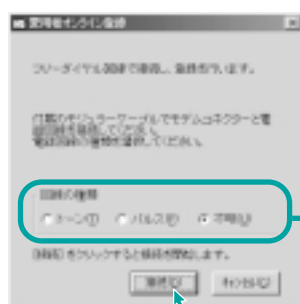 使用者オンライン登録
フリーダイヤル回線で接続し、登録を行います。
付属のモジュラーケーブルでモデムコネクターと電
話回線を接続してください。
電話回線の種類を選択して下さい。
回線の種類
トーン(T) パルス(P) 不明(U)
[接続] をクリックすると接続を開始します。
接続(C) キャンセル